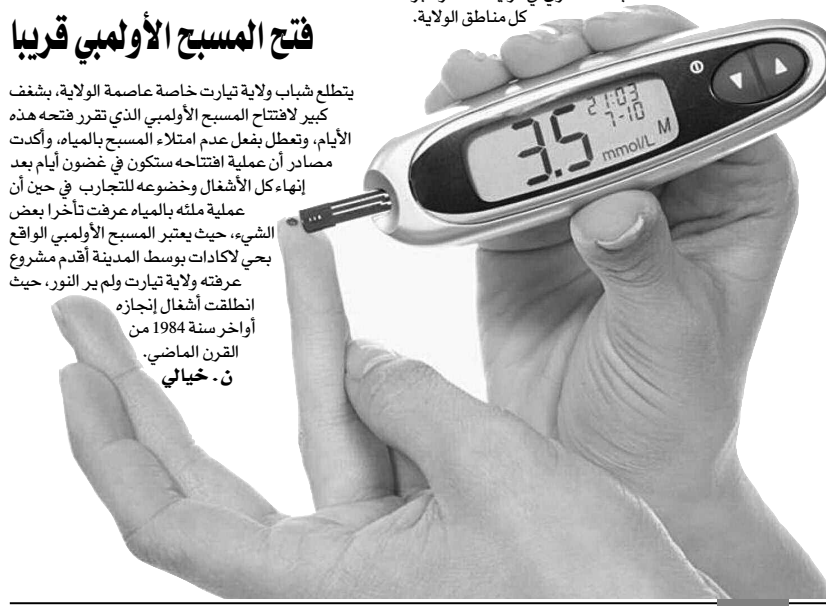 كل مناطق الولاية.
فتح المسبح الأولمبي قريبا
يتطلع شباب ولاية تيارت خاصة عاصمة الولاية، بشغف
كبير لافتتاح المسبح الأولمبي الذي تقرر فتحه هذه
الأيام، وتعطل بفعل عدم امتلاء المسبح بالمياه، وأكدت
مصادر أن عملية افتتاحه ستكون في غضون أيام بعد
إنهاء كل الأشغال وخضوعه للتجارب في حين أن
عملية ملئه بالمياه عرفت تأخرا بعض
الشيء، حيث يعتبر المسبح الأولمبي الواقع
بحي لاكادات بوسط المدينة أقدم مشروع
عرفته ولاية تيارت ولم ير النور، حيث
انطلقت أشغال إنجازه
أواخر سنة 1984 من
القرن الماضي.
ن. خيالي
21:03
7-10
3.5
M
mmol/L